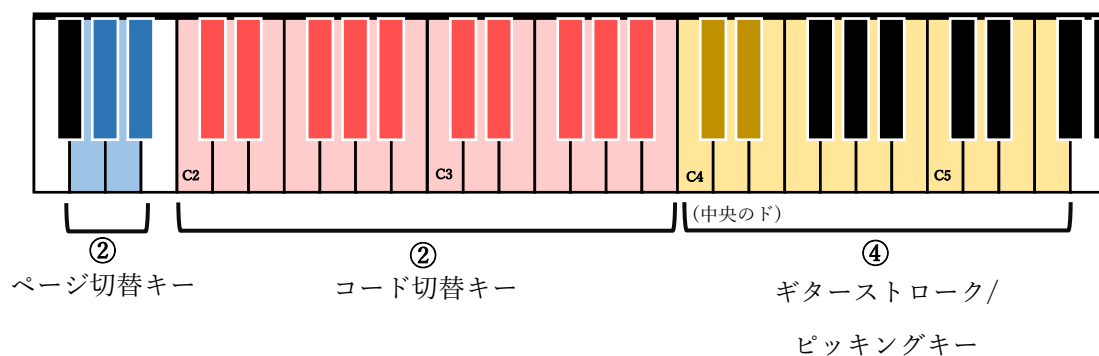 C2
C3
C4
C5
(中央のド)
②
②
④
ページ切替キー
コード切替キー
ギターストローク/
ピッキングキー